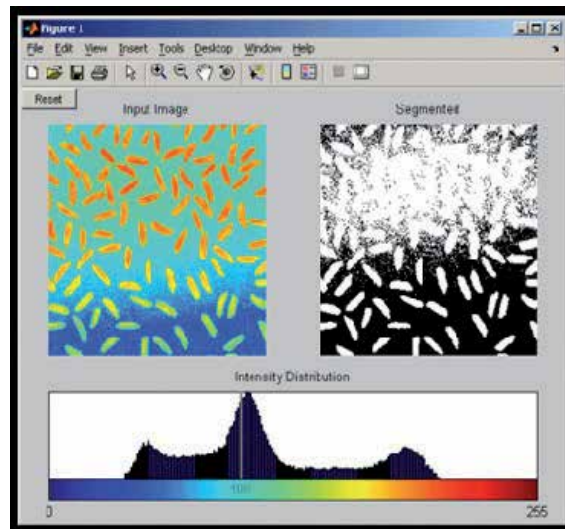 Figure 1
File Edit View Insert Tools Desktop Window Help
Reset
Input Image
Segmented
Intensity Distribution
100
0
255